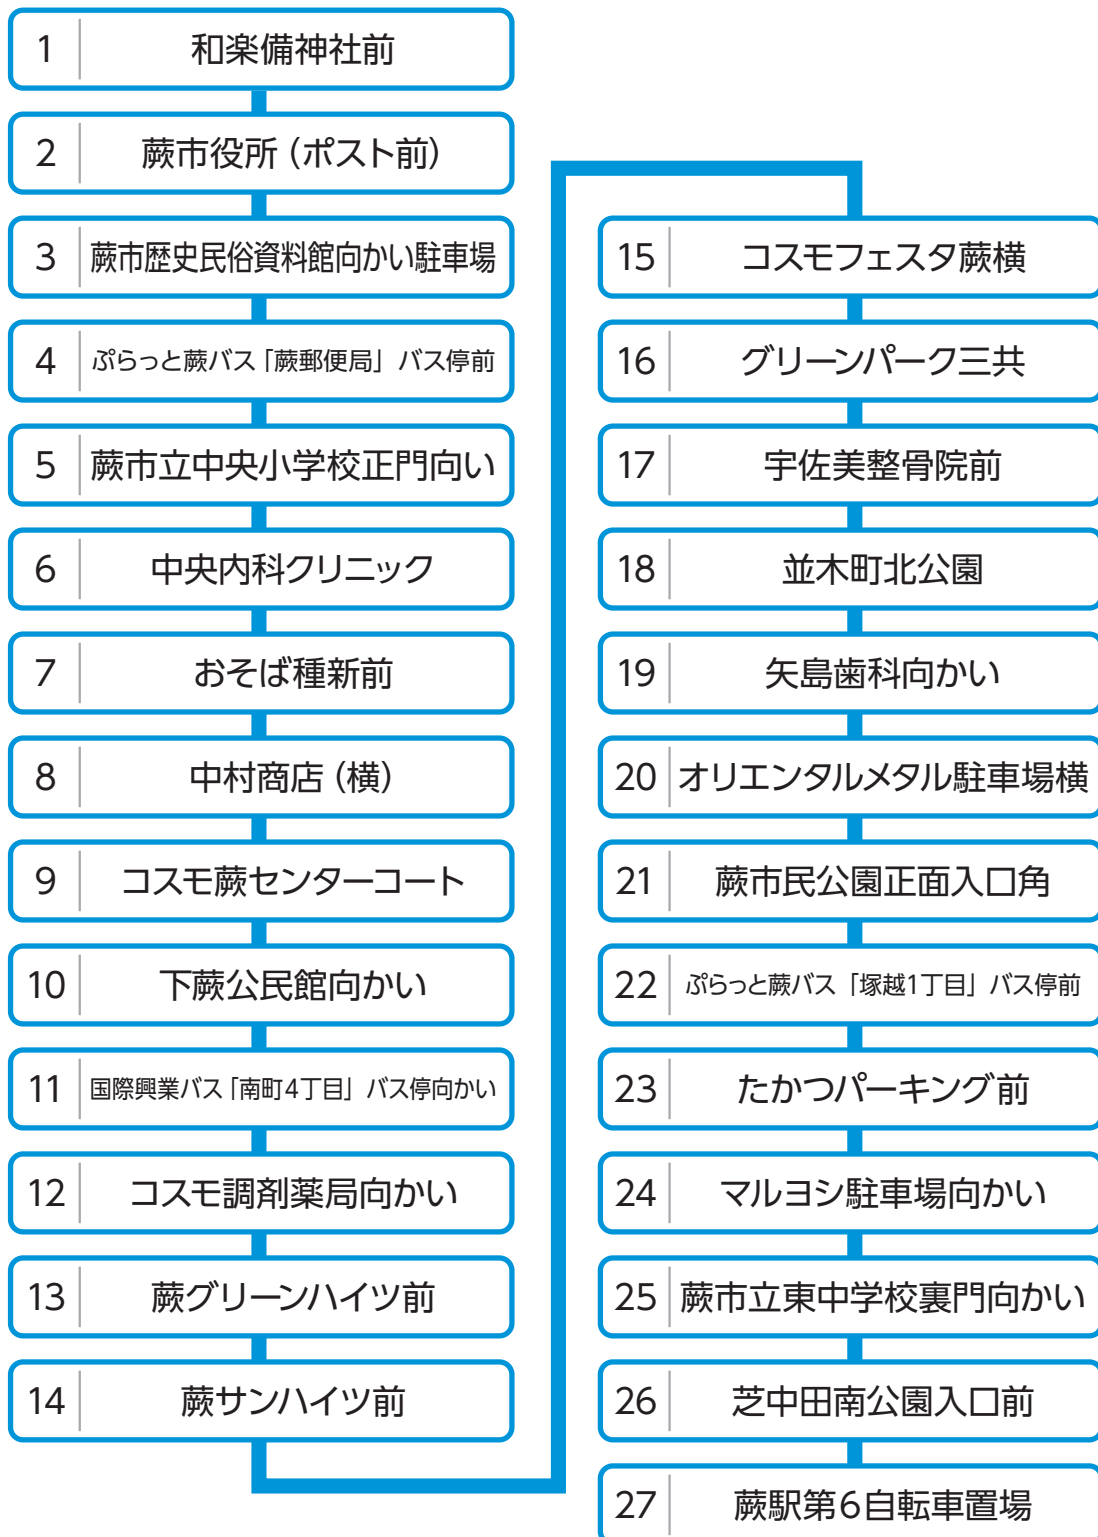 1 和楽備神社前
2 蕨市役所（ポスト前）
3 蕨市歴史民俗資料館向かい駐車場
4 ぷらっと蕨バス「蕨郵便局」バス停前
5 蕨市立中央小学校正門向い
6 中央内科クリニック
7 おそば種新前
8 中村商店（横）
9 コスモ蕨センターコート
10 下蕨公民館向かい
11 国際興業バス「南町4丁目」バス停向かい
12 コスモ調剤薬局向かい
13 蕨グリーンハイツ前
14 蕨サンハイツ前
15 コスモフェスタ蕨横
16 グリーンパーク三共
17 宇佐美整骨院前
18 並木町北公園
19 矢島歯科向かい
20 オリエンタルメタル駐車場横
21 蕨市民公園正面入口角
22 ぷらっと蕨バス「塚越1丁目」バス停前
23 たかつパーキング前
24 マルヨシ駐車場向かい
25 蕨市立東中学校裏門向かい
26 芝中田南公園入口前
27 蕨駅第6自転車置場